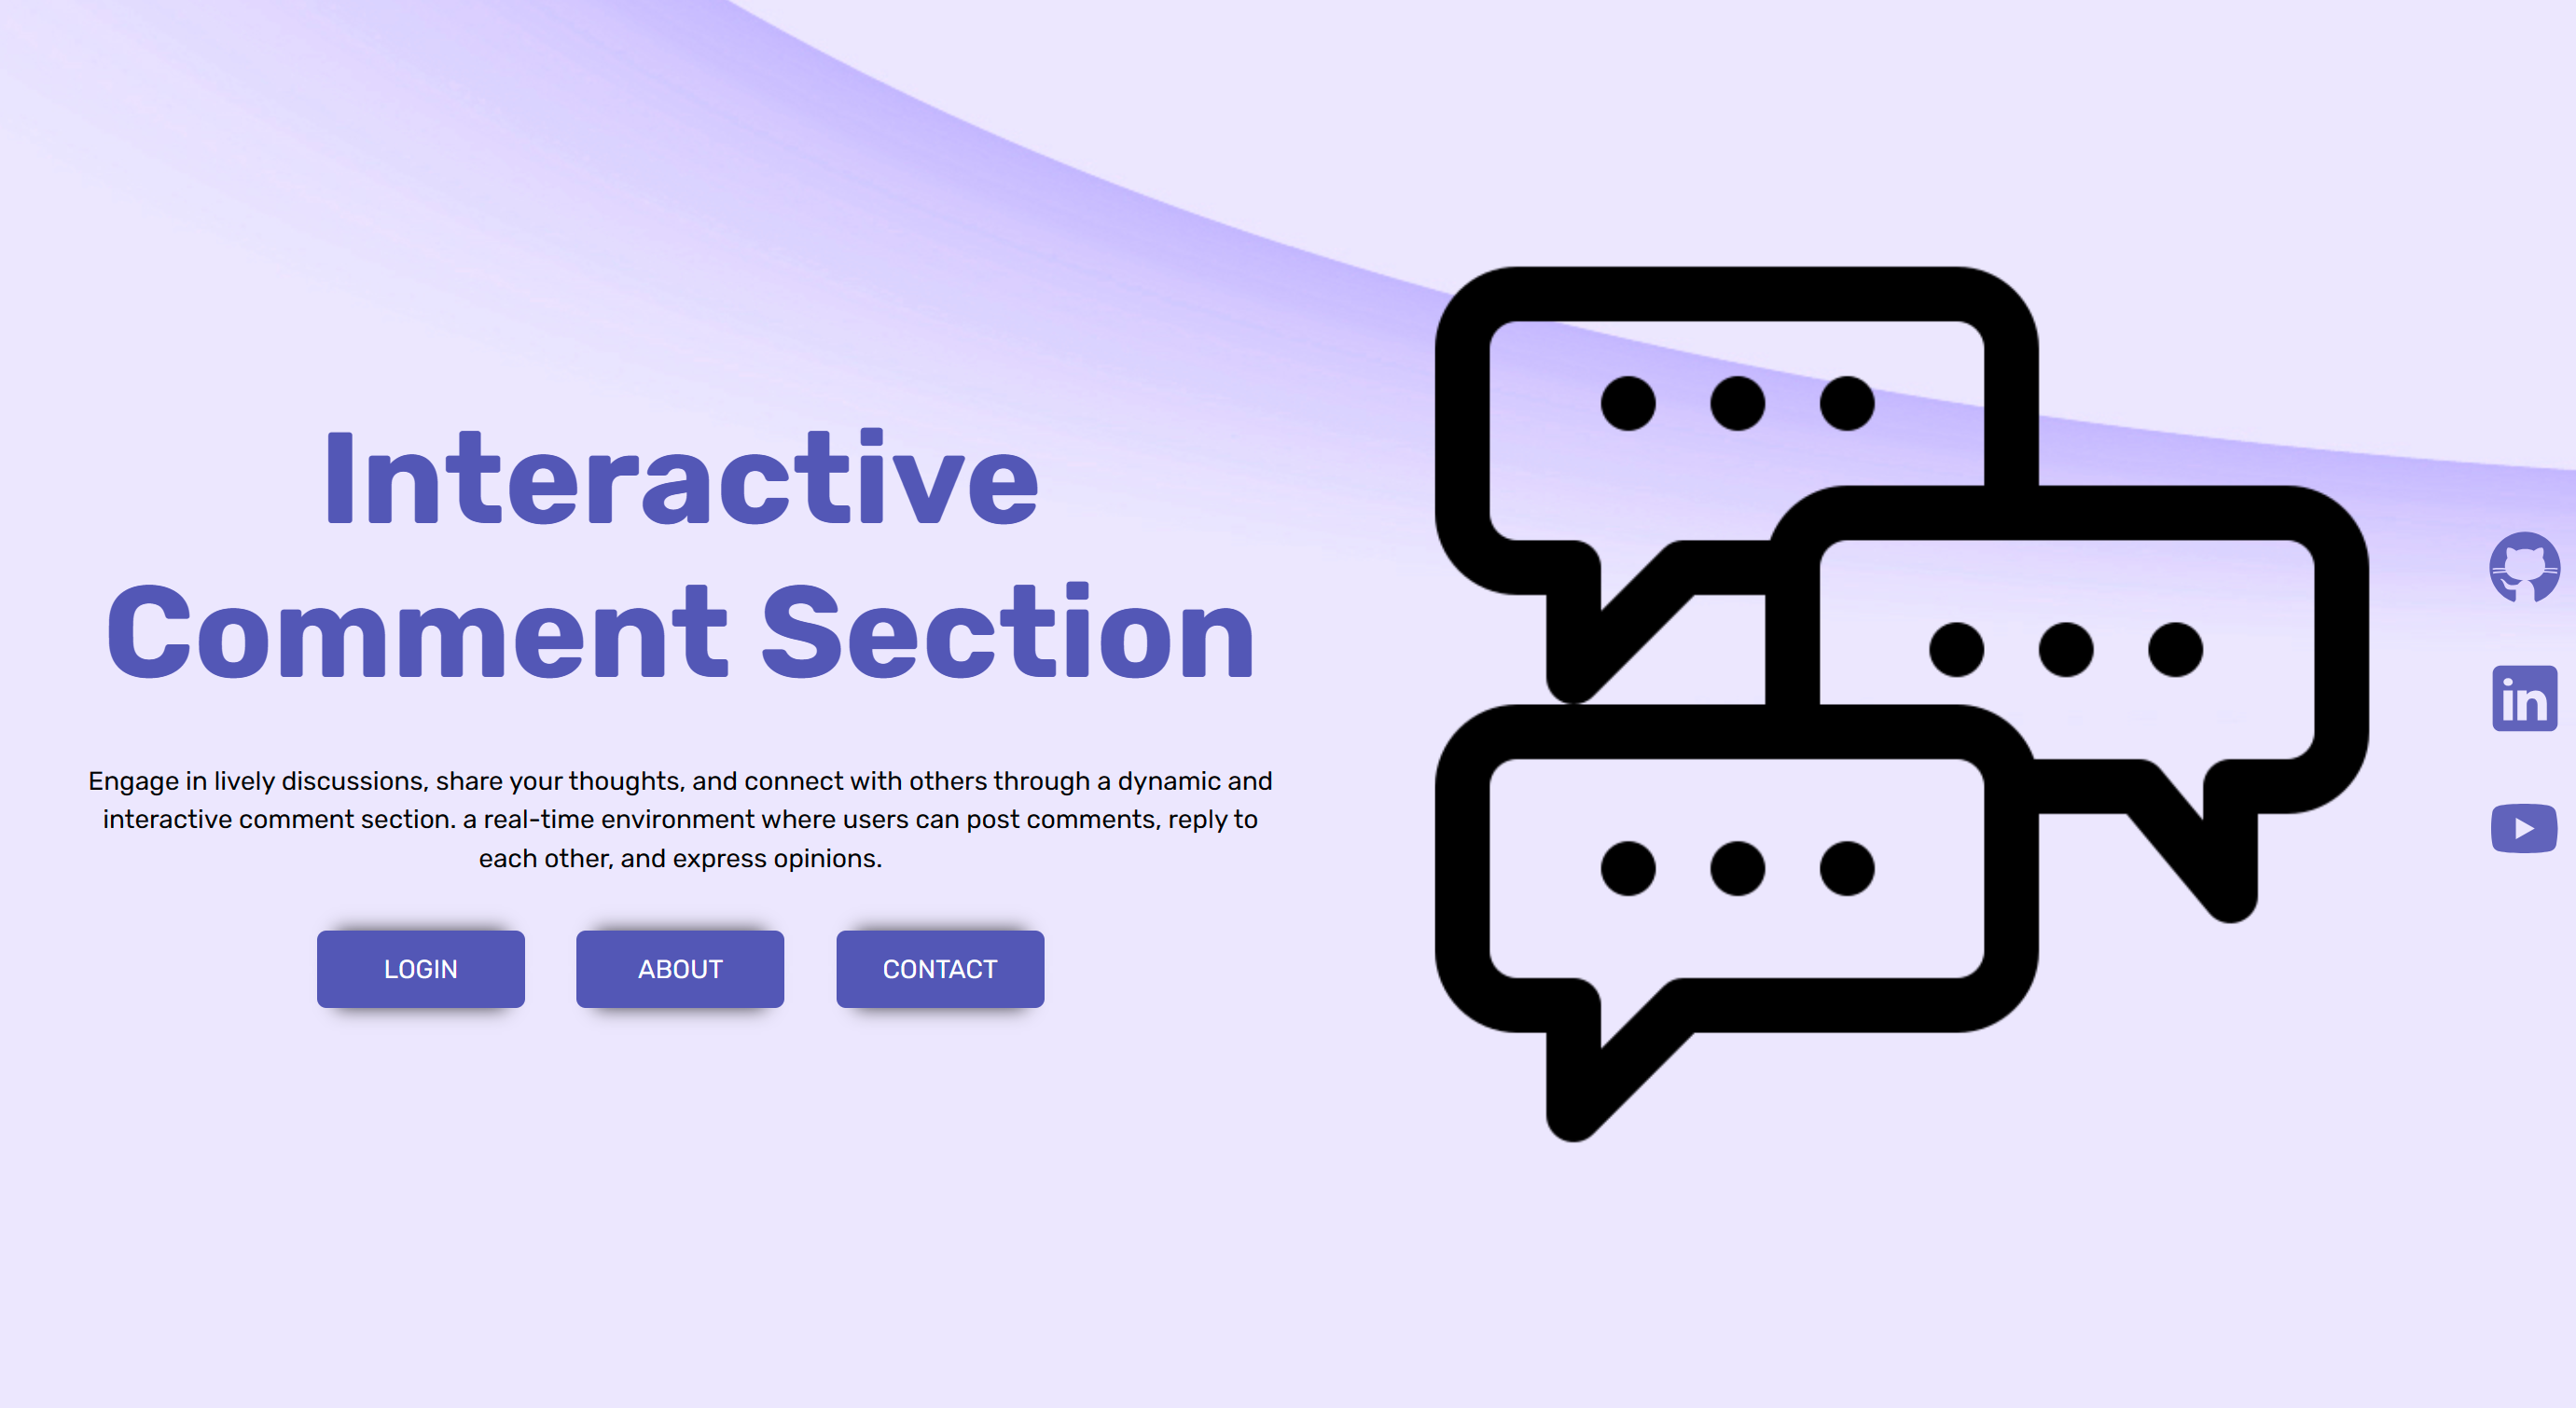 Interactive
Comment Section
Engage in lively discussions, share your thoughts, and connect with others through a dynamic and
interactive comment section. a real-time environment where users can post comments, reply to
each other, and express opinions.
LOGIN ABOUT CONTACT
in